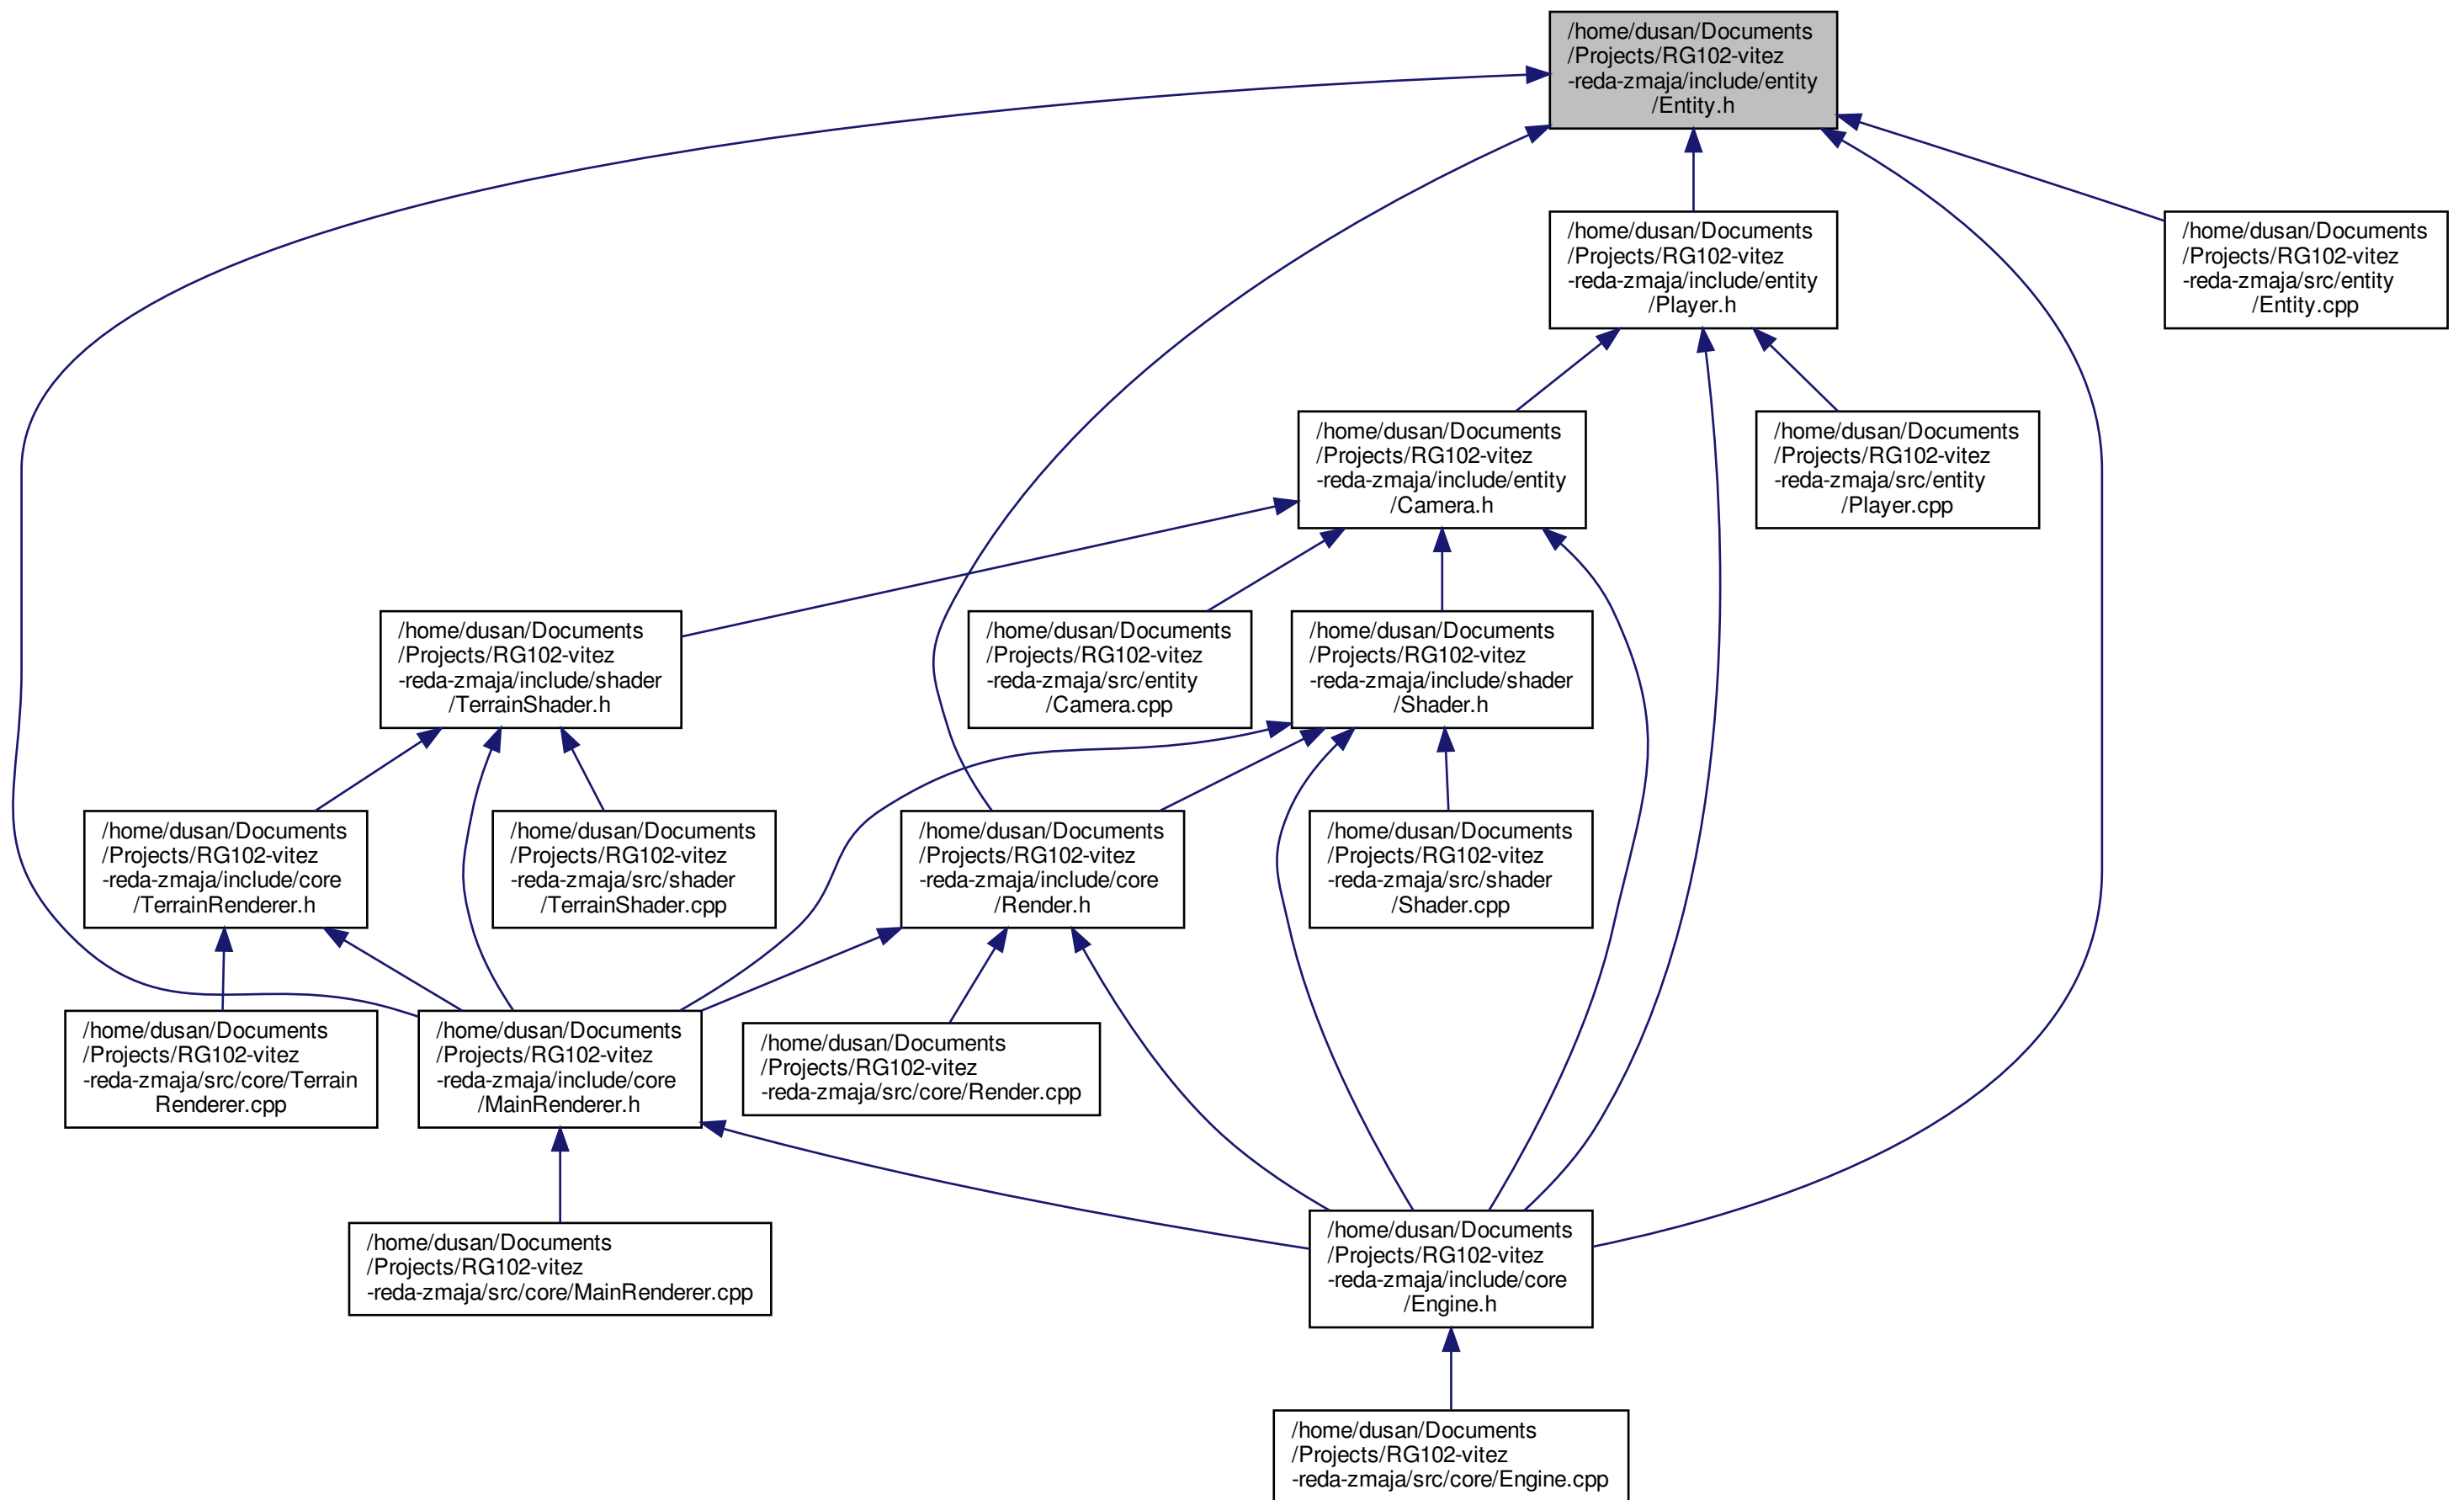 /home/dusan/Documents
/Projects/RG102-vitez
-reda-zmaja/include/entity
/Entity.h
/home/dusan/Documents
/Projects/RG102-vitez
-reda-zmaja/include/entity
/Player.h
/home/dusan/Documents
/Projects/RG102-vitez
-reda-zmaja/src/entity
/Entity.cpp
/home/dusan/Documents
/Projects/RG102-vitez
-reda-zmaja/include/entity
/Camera.h
/home/dusan/Documents
/Projects/RG102-vitez
-reda-zmaja/src/entity
/Player.cpp
/home/dusan/Documents
/Projects/RG102-vitez
-reda-zmaja/include/shader
/TerrainShader.h
/home/dusan/Documents
/Projects/RG102-vitez
-reda-zmaja/src/entity
/Camera.cpp
/home/dusan/Documents
/Projects/RG102-vitez
-reda-zmaja/include/shader
/Shader.h
/home/dusan/Documents
/Projects/RG102-vitez
-reda-zmaja/include/core
/TerrainRenderer.h
/home/dusan/Documents
/Projects/RG102-vitez
-reda-zmaja/src/shader
/TerrainShader.cpp
/home/dusan/Documents
/Projects/RG102-vitez
-reda-zmaja/include/core
/Render.h
/home/dusan/Documents
/Projects/RG102-vitez
-reda-zmaja/src/shader
/Shader.cpp
/home/dusan/Documents
/Projects/RG102-vitez
-reda-zmaja/src/core/Terrain
Renderer.cpp
/home/dusan/Documents
/Projects/RG102-vitez
-reda-zmaja/include/core
/MainRenderer.h
/home/dusan/Documents
/Projects/RG102-vitez
-reda-zmaja/src/core/Render.cpp
/home/dusan/Documents
/Projects/RG102-vitez
-reda-zmaja/src/core/MainRenderer.cpp
/home/dusan/Documents
/Projects/RG102-vitez
-reda-zmaja/include/core
/Engine.h
/home/dusan/Documents
/Projects/RG102-vitez
-reda-zmaja/src/core/Engine.cpp